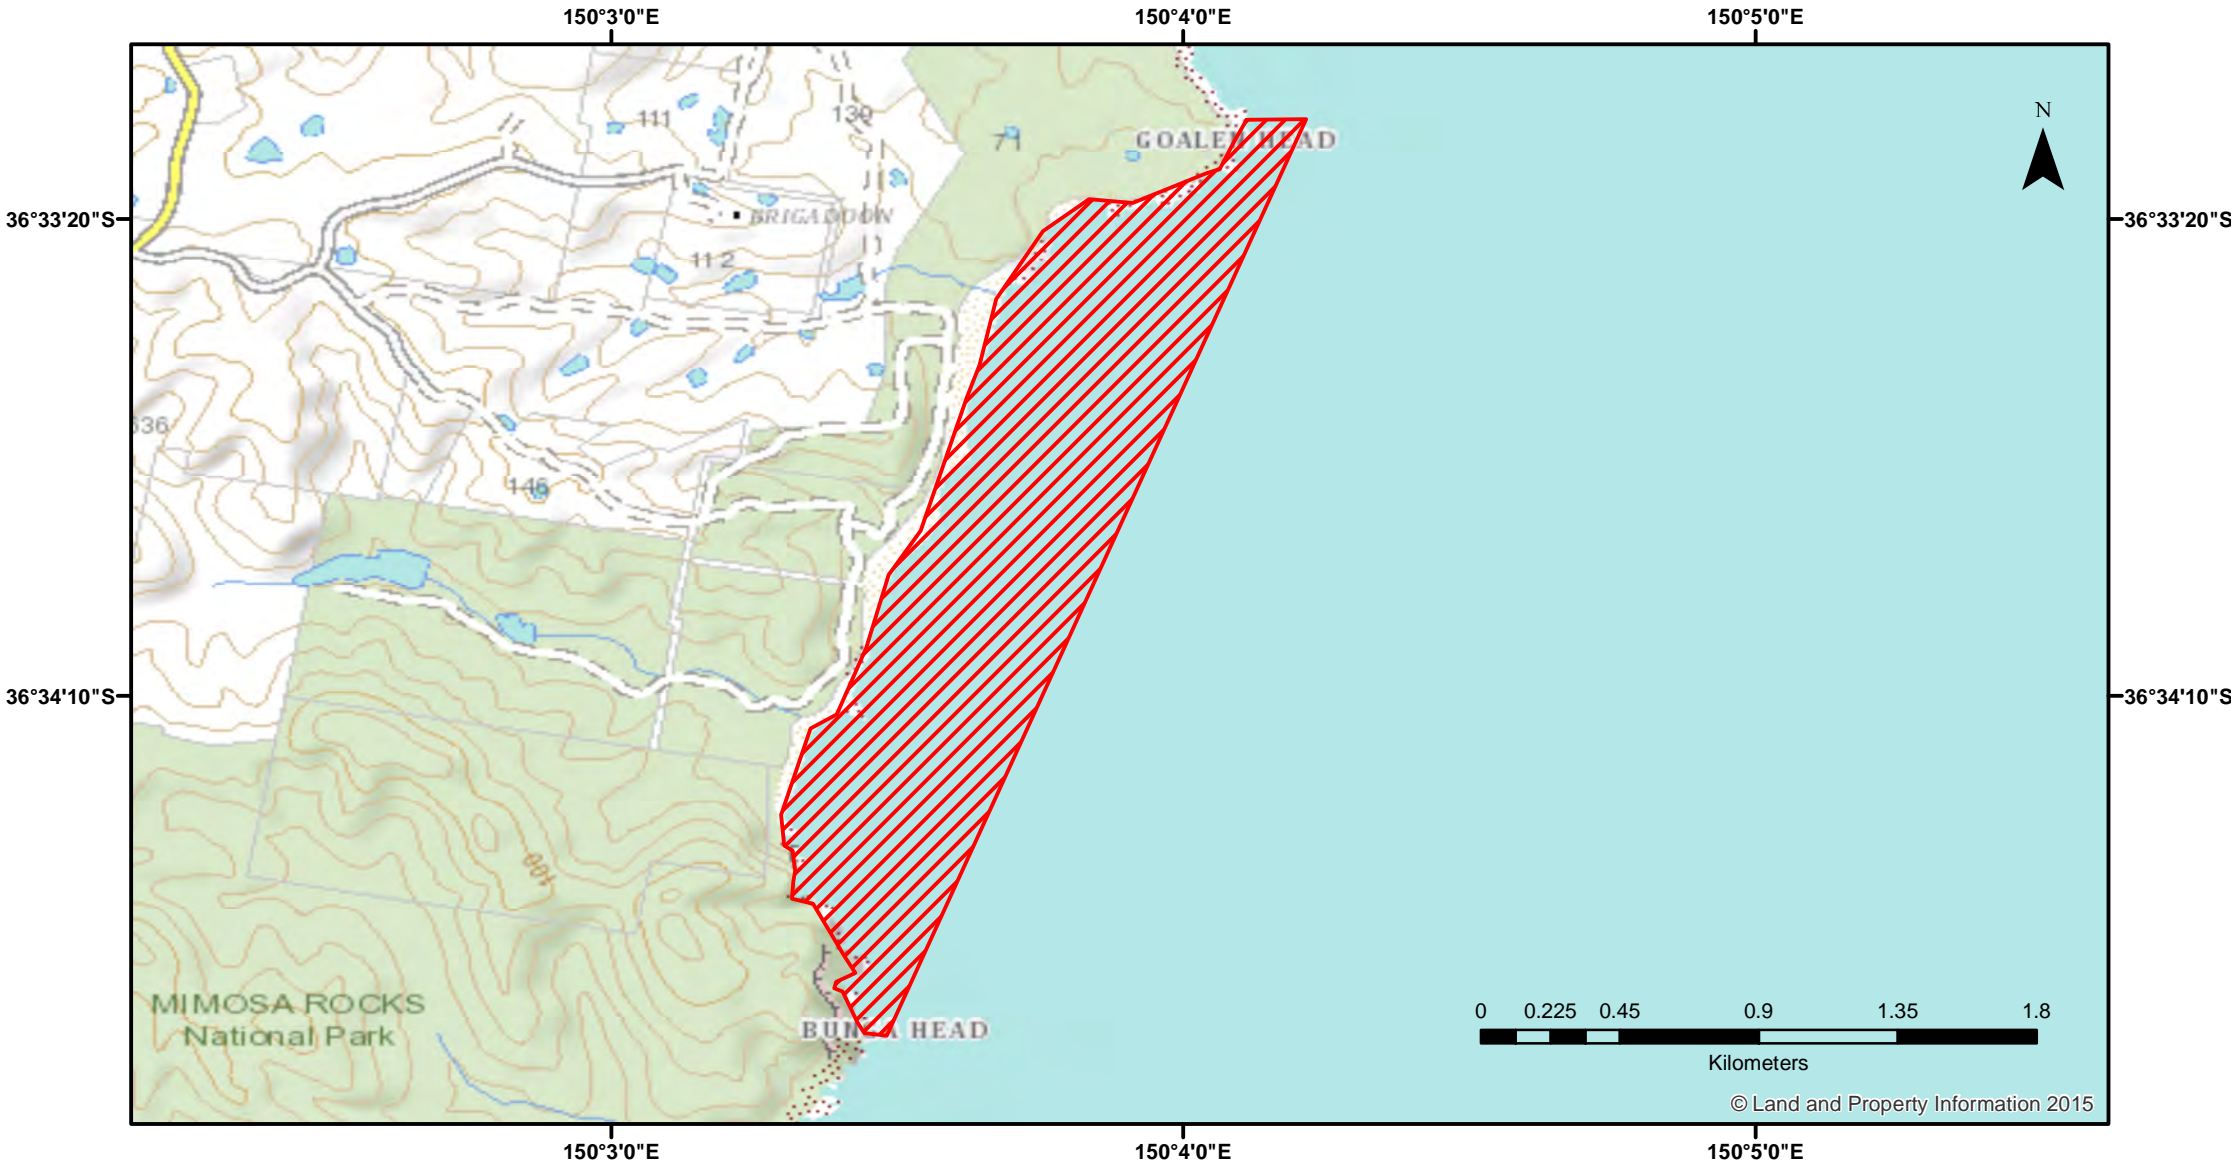 150°3'0"E 150°4'0"E 150°5'0"E
N
111 130 71 GOALEN HEAD
36°33'20"S BRIGADOON 36°33'20"S
112
636
146
36°34'10"S 36°34'10"S
100
MIMOSA ROCKS
National Park
BUNGA HEAD
0 0.225 0.45 0.9 1.35 1.8
Kilometers
© Land and Property Information 2015
150°3'0"E 150°4'0"E 150°5'0"E